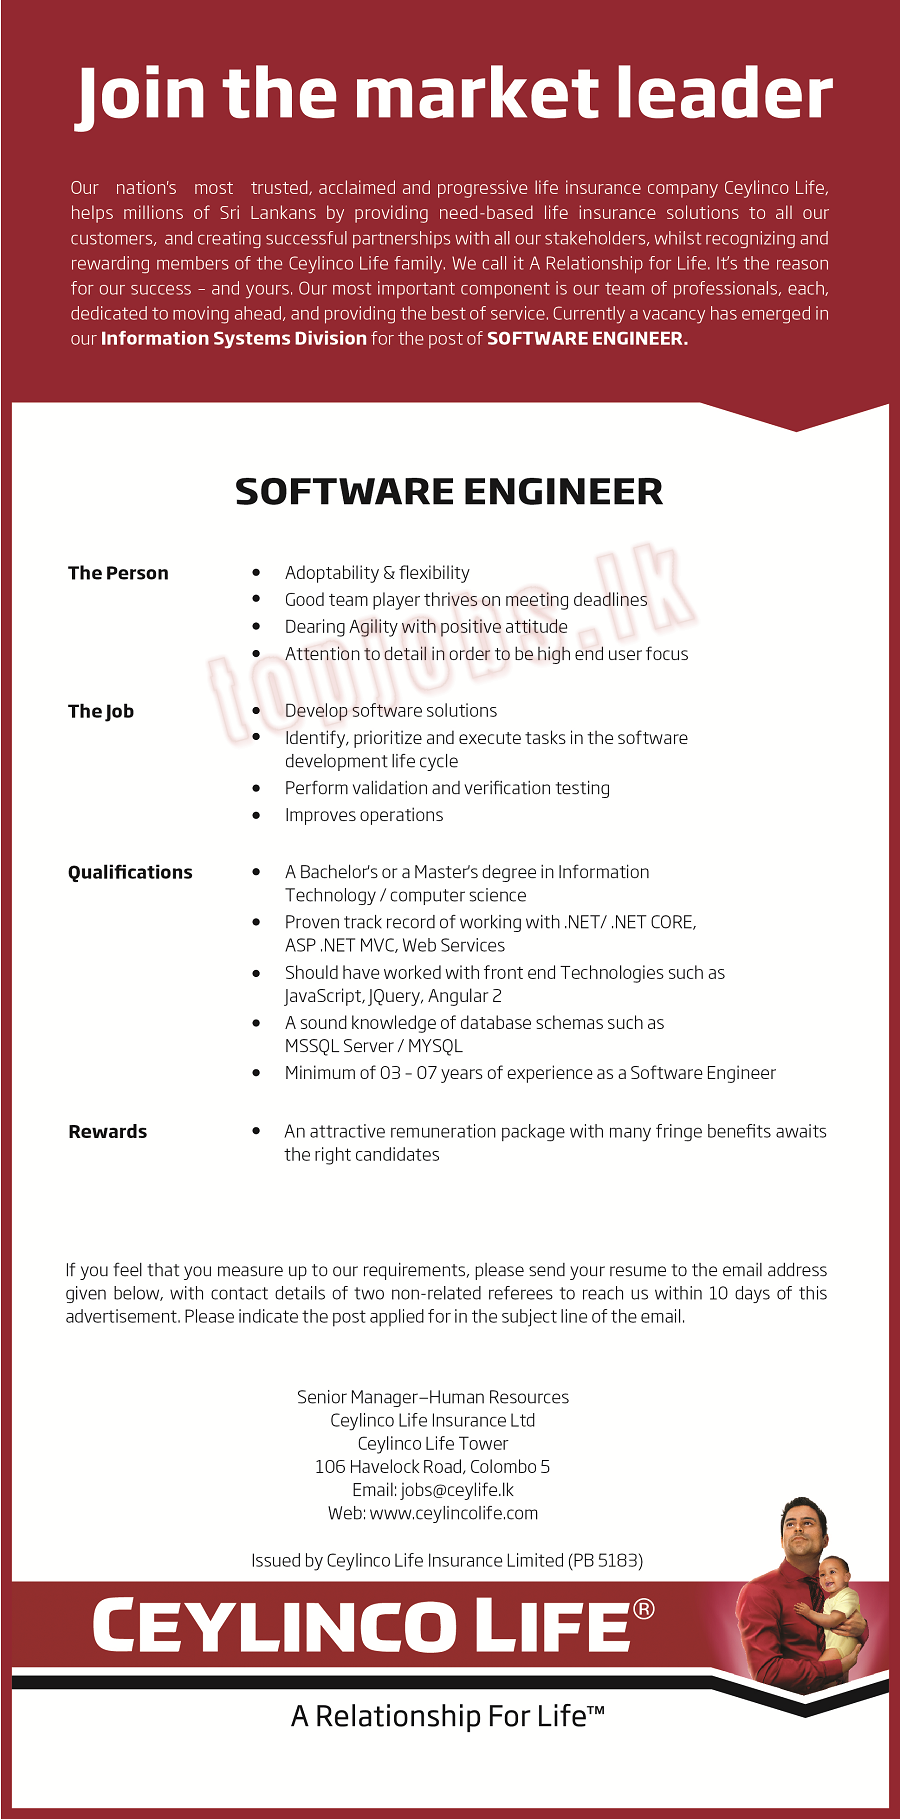 Join the market leader
Our nation's most trusted, acclaimed and progressive life insurance company Ceylinco Life,
helps millions of Sri Lankans by providing need-based life insurance solutions to all our
customers, and creating successful partnerships with all our stakeholders, whilst recognizing and
rewarding members of the Ceylinco Life family. We call it A Relationship for Life. It's the reason
for our success – and yours. Our most important component is our team of professionals, each,
dedicated to moving ahead, and providing the best of service. Currently a vacancy has emerged in
our Information Systems Division for the post of SOFTWARE ENGINEER.
SOFTWARE ENGINEER
The Person
• Adoptability & flexibility
• Good team player thrives on meeting deadlines
• Dearing Agility with positive attitude
• Attention to detail in order to be high end user focus
topjobs.lk
The Job
• Develop software solutions
• Identify, prioritize and execute tasks in the software
development life cycle
• Perform validation and verification testing
• Improves operations
Qualifications
• A Bachelor's or a Master's degree in Information
Technology / computer science
• Proven track record of working with .NET/ .NET CORE,
ASP .NET MVC, Web Services
• Should have worked with front end Technologies such as
JavaScript, JQuery, Angular 2
• A sound knowledge of database schemas such as
MSSQL Server / MYSQL
• Minimum of 03 – 07 years of experience as a Software Engineer
Rewards
• An attractive remuneration package with many fringe benefits awaits
the right candidates
If you feel that you measure up to our requirements, please send your resume to the email address
given below, with contact details of two non-related referees to reach us within 10 days of this
advertisement. Please indicate the post applied for in the subject line of the email.
Senior Manager–Human Resources
Ceylinco Life Insurance Ltd
Ceylinco Life Tower
106 Havelock Road, Colombo 5
Email: jobs@ceylife.lk
Web: www.ceylincolife.com
Issued by Ceylinco Life Insurance Limited (PB 5183)
CEYLINCO LIFE®
A Relationship For Life™